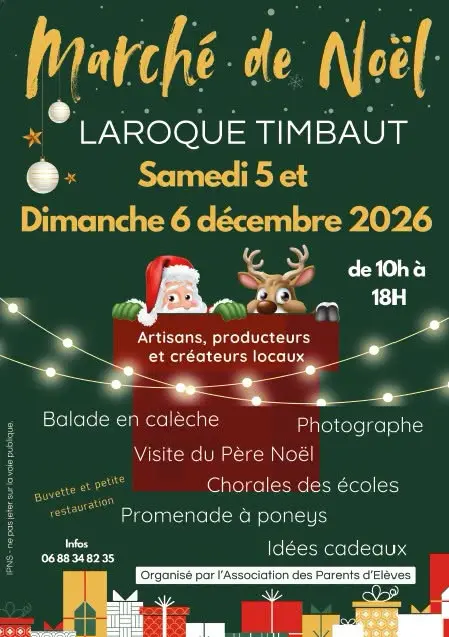 Marché de Noël
LAROQUE TIMBAUT
Samedi 5 et
Dimanche 6 décembre 2026
de 10h à
18H
Artisans, producteurs
et créateurs locaux
Balade en calèche
Photographe
Visite du Père Noël
Chorales des écoles
Buvette et petite
restauration
Promenade à poneys
Idées cadeaux
Infos
06 88 34 82 35
Organisé par l'Association des Parents d'Elèves
IPNS - ne pas jeter sur la voie publique.